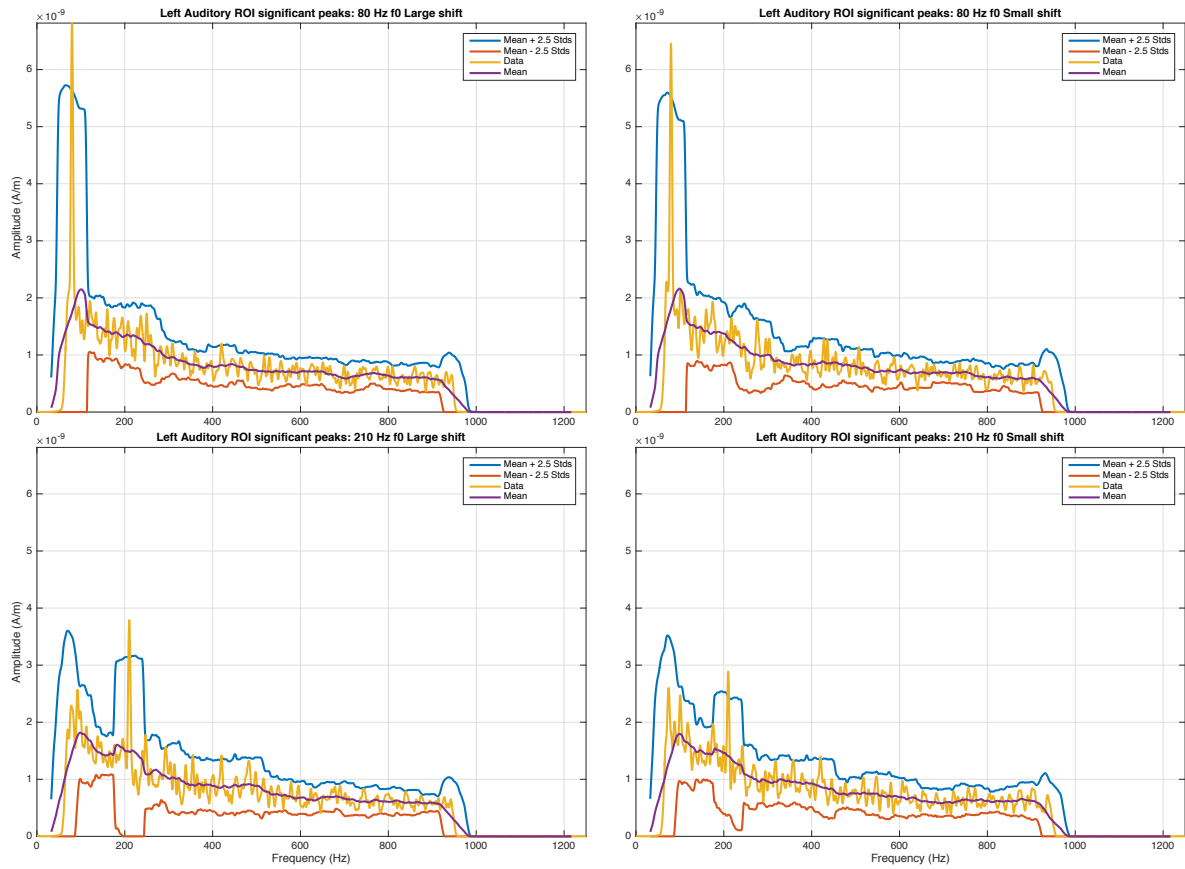 Left Auditory ROI significant peaks: 80 Hz f0 Large shift
× 10⁻⁹
Mean + 2.5 Stds
Mean - 2.5 Stds
Data
Mean
Amplitude (A/m)
6
5
4
3
2
1
0
0 200 400 600 800 1000 1200
Left Auditory ROI significant peaks: 80 Hz f0 Small shift
× 10⁻⁹
Mean + 2.5 Stds
Mean - 2.5 Stds
Data
Mean
6
5
4
3
2
1
0
0 200 400 600 800 1000 1200
Left Auditory ROI significant peaks: 210 Hz f0 Large shift
× 10⁻⁹
Mean + 2.5 Stds
Mean - 2.5 Stds
Data
Mean
Amplitude (A/m)
6
5
4
3
2
1
0
0 200 400 600 800 1000 1200
Frequency (Hz)
Left Auditory ROI significant peaks: 210 Hz f0 Small shift
× 10⁻⁹
Mean + 2.5 Stds
Mean - 2.5 Stds
Data
Mean
6
5
4
3
2
1
0
0 200 400 600 800 1000 1200
Frequency (Hz)